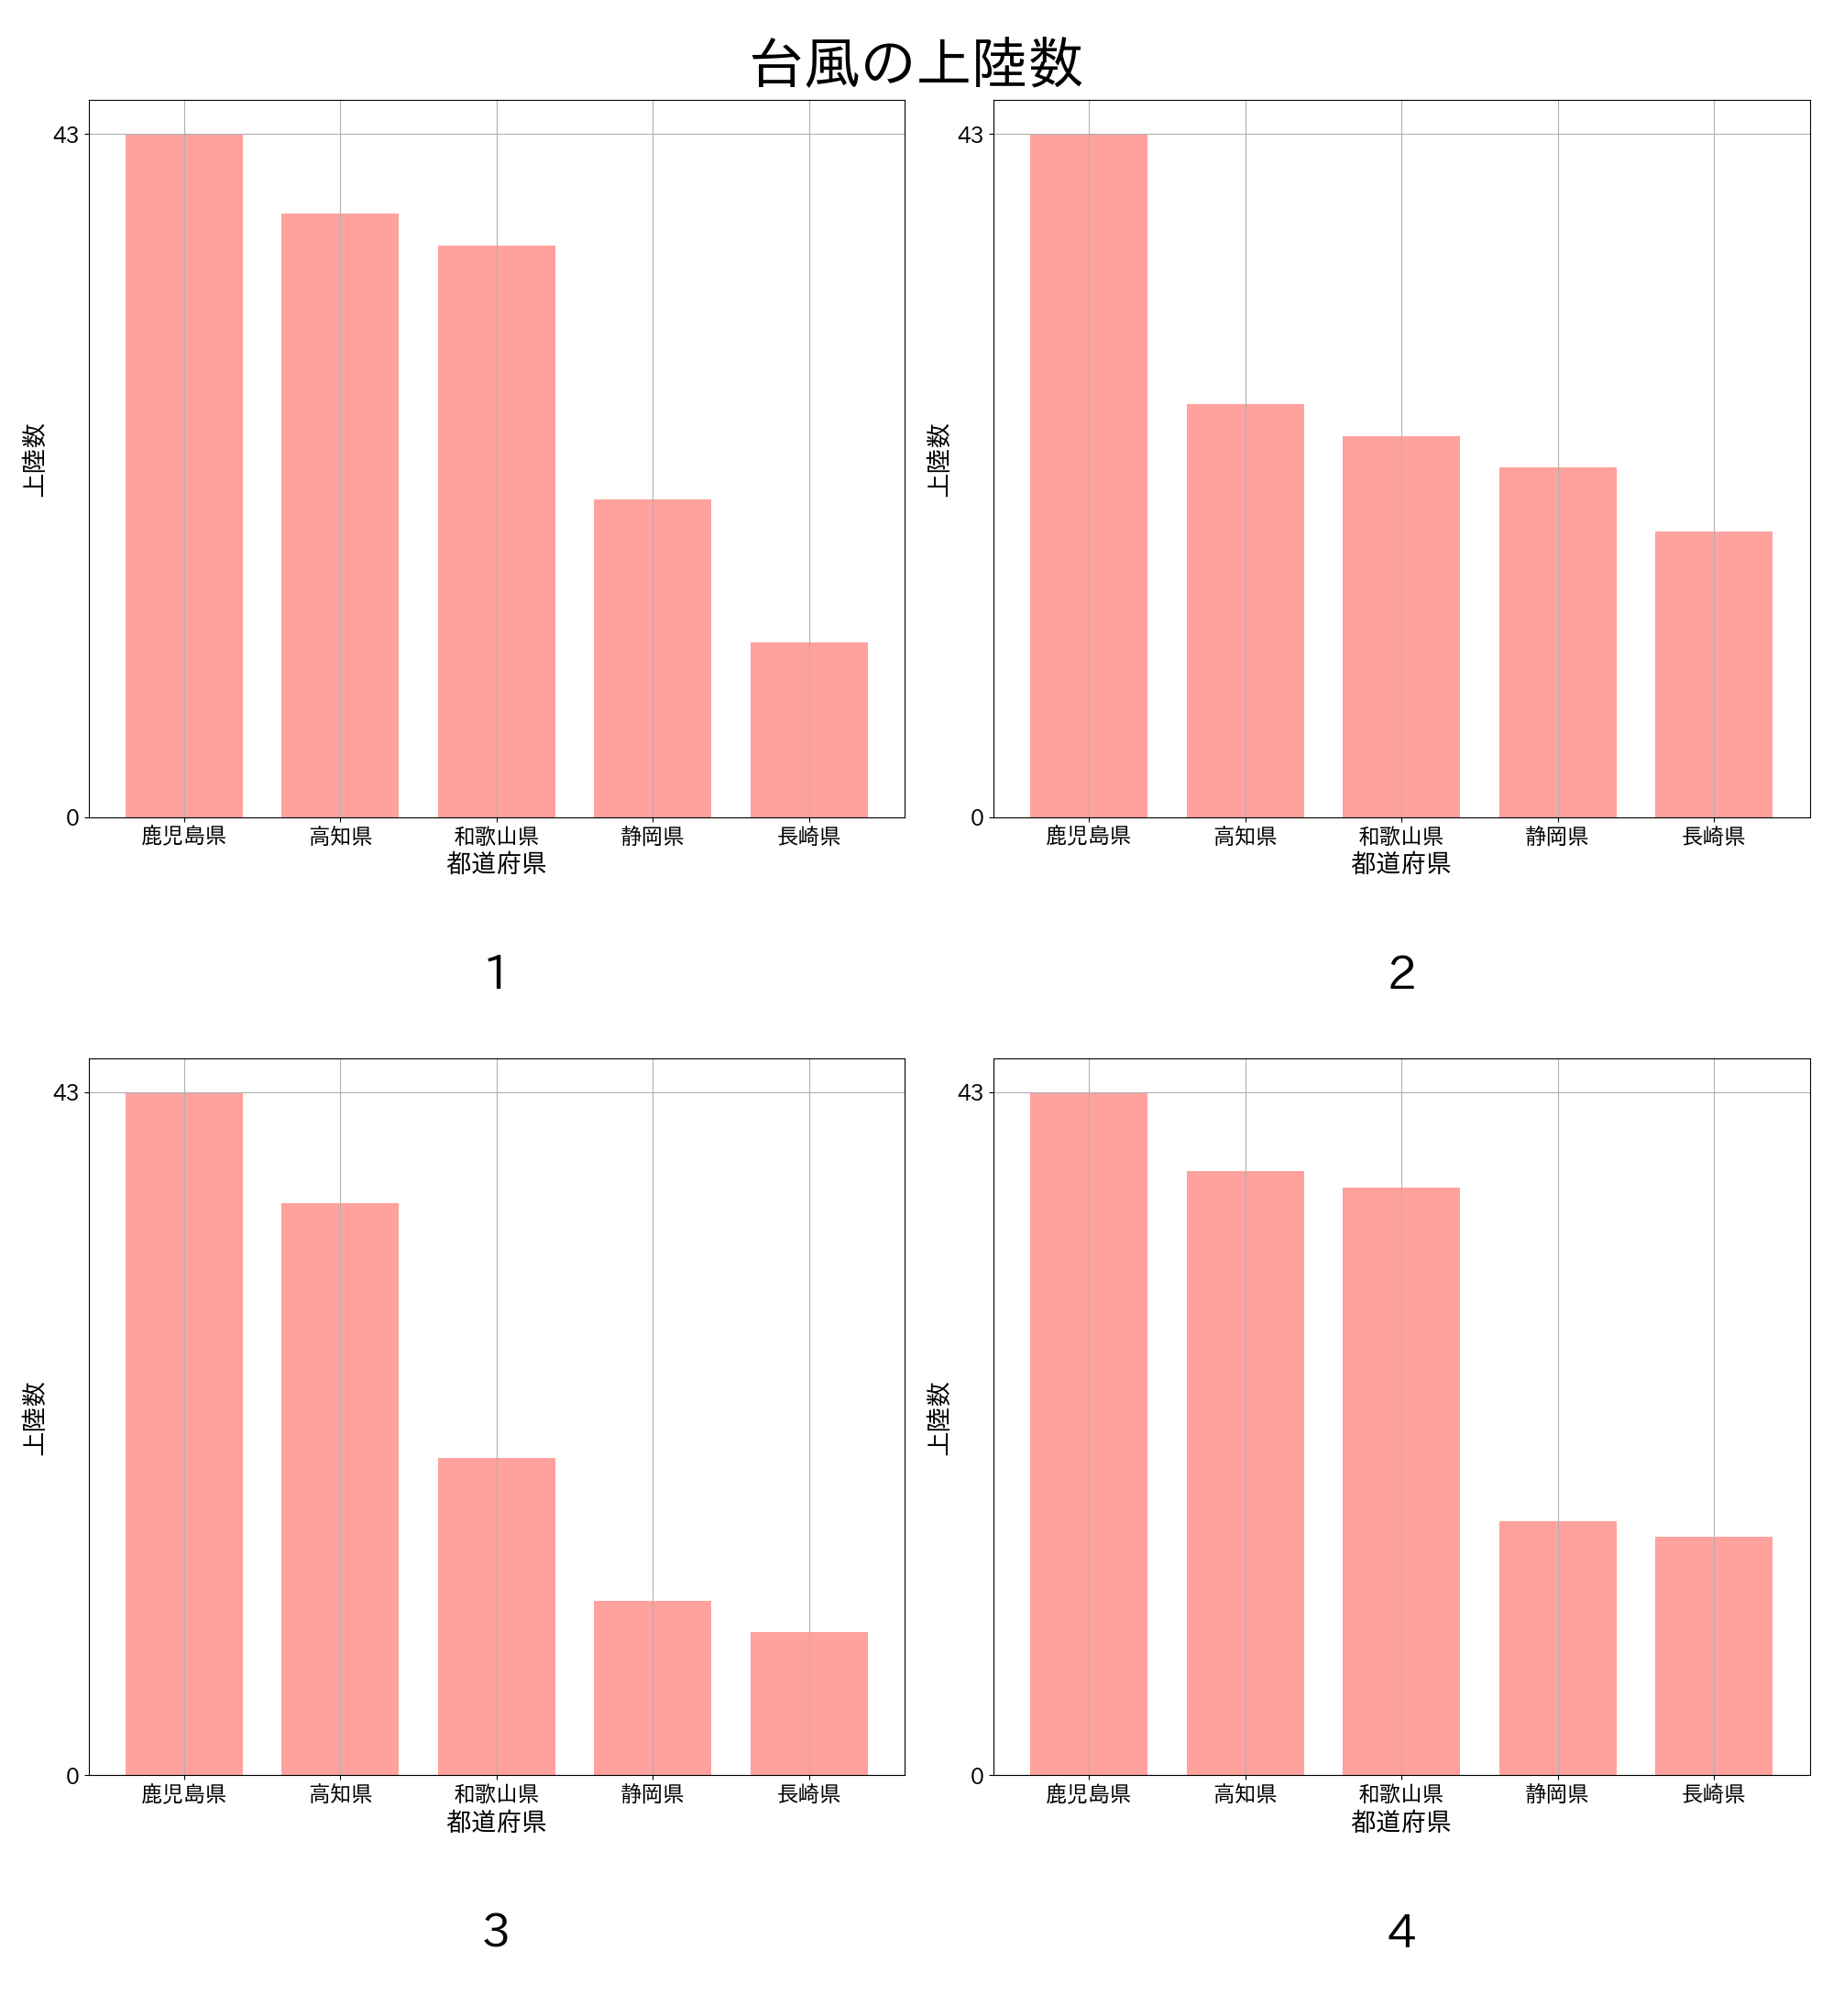 台風の上陸数
43
0
上陸数
鹿児島県 高知県 和歌山県 静岡県 長崎県
都道府県
1
43
0
上陸数
鹿児島県 高知県 和歌山県 静岡県 長崎県
都道府県
2
43
0
上陸数
鹿児島県 高知県 和歌山県 静岡県 長崎県
都道府県
3
43
0
上陸数
鹿児島県 高知県 和歌山県 静岡県 長崎県
都道府県
4